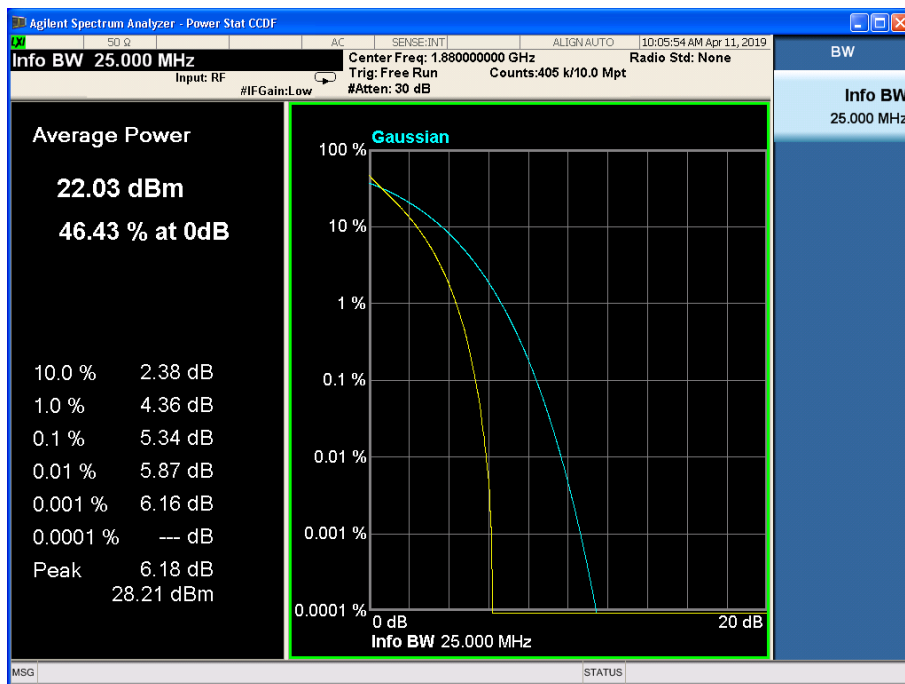 Agilent Spectrum Analyzer - Power Stat CCDF
LXI 50 Ω AC SENSE:INT ALIGN AUTO 10:05:54 AM Apr 11, 2019
Info BW 25.000 MHz
Center Freq: 1.880000000 GHz Radio Std: None
Trig: Free Run Counts:405 k/10.0 Mpt
Input: RF
#IFGain:Low
#Atten: 30 dB
BW
Info BW
25.000 MHz
Average Power
22.03 dBm
46.43 % at 0dB
10.0 % 2.38 dB
1.0 % 4.36 dB
0.1 % 5.34 dB
0.01 % 5.87 dB
0.001 % 6.16 dB
0.0001 % --- dB
Peak 6.18 dB
28.21 dBm
Gaussian
100 %
10 %
1 %
0.1 %
0.01 %
0.001 %
0.0001 %
0 dB 20 dB
Info BW 25.000 MHz
MSG STATUS